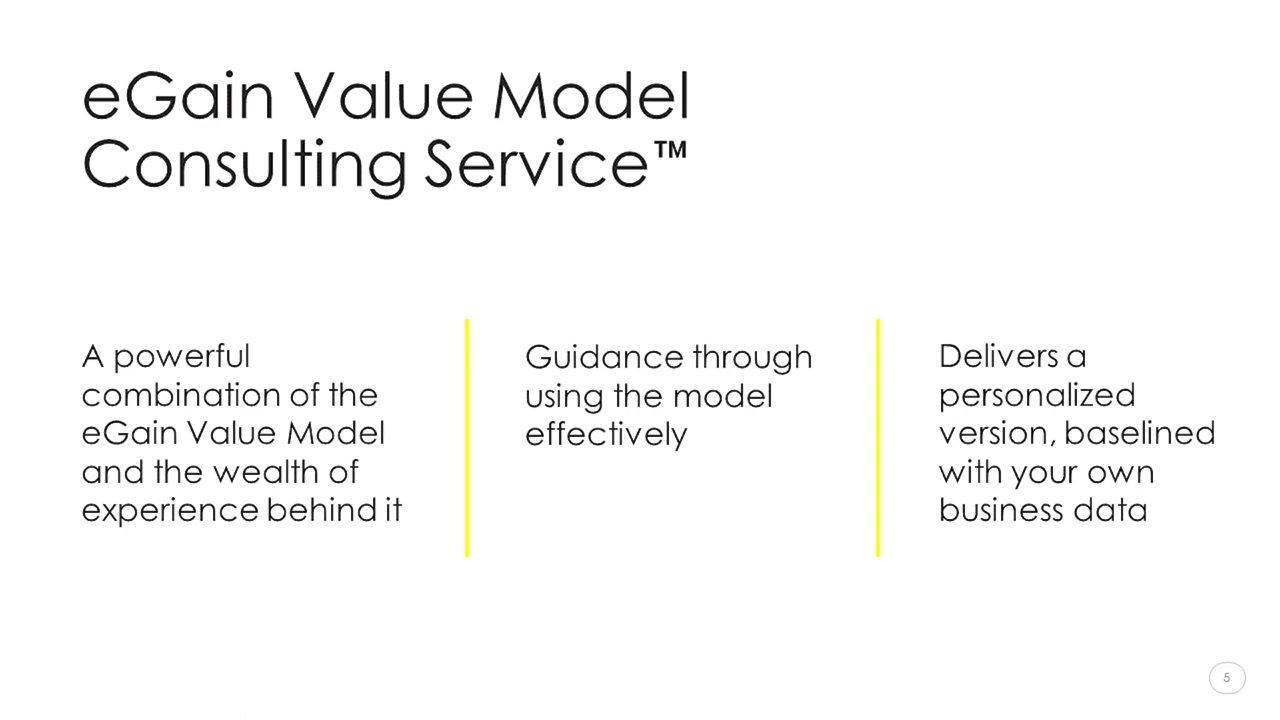 eGain Value Model
Consulting Service™
A powerful
combination of the
eGain Value Model
and the wealth of
experience behind it
Guidance through
using the model
effectively
Delivers a
personalized
version, baselined
with your own
business data
5